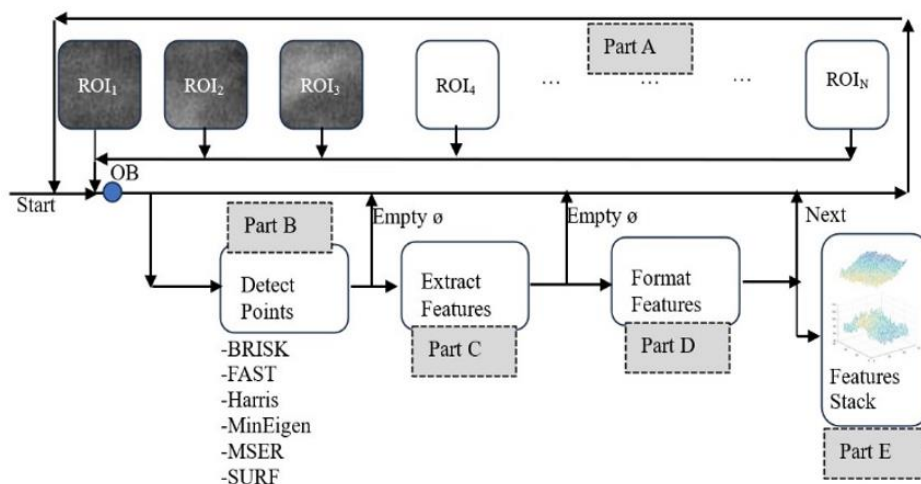 Part A
ROI₁
ROI₂
ROI₃
ROI₄
... ... ...
ROI_N
OB
Start
Part B
Empty ø
Empty ø
Next
Detect
Points
Extract
Features
Format
Features
Part C
Part D
-BRISK
-FAST
-Harris
-MinEigen
-MSER
-SURF
Features
Stack
Part E